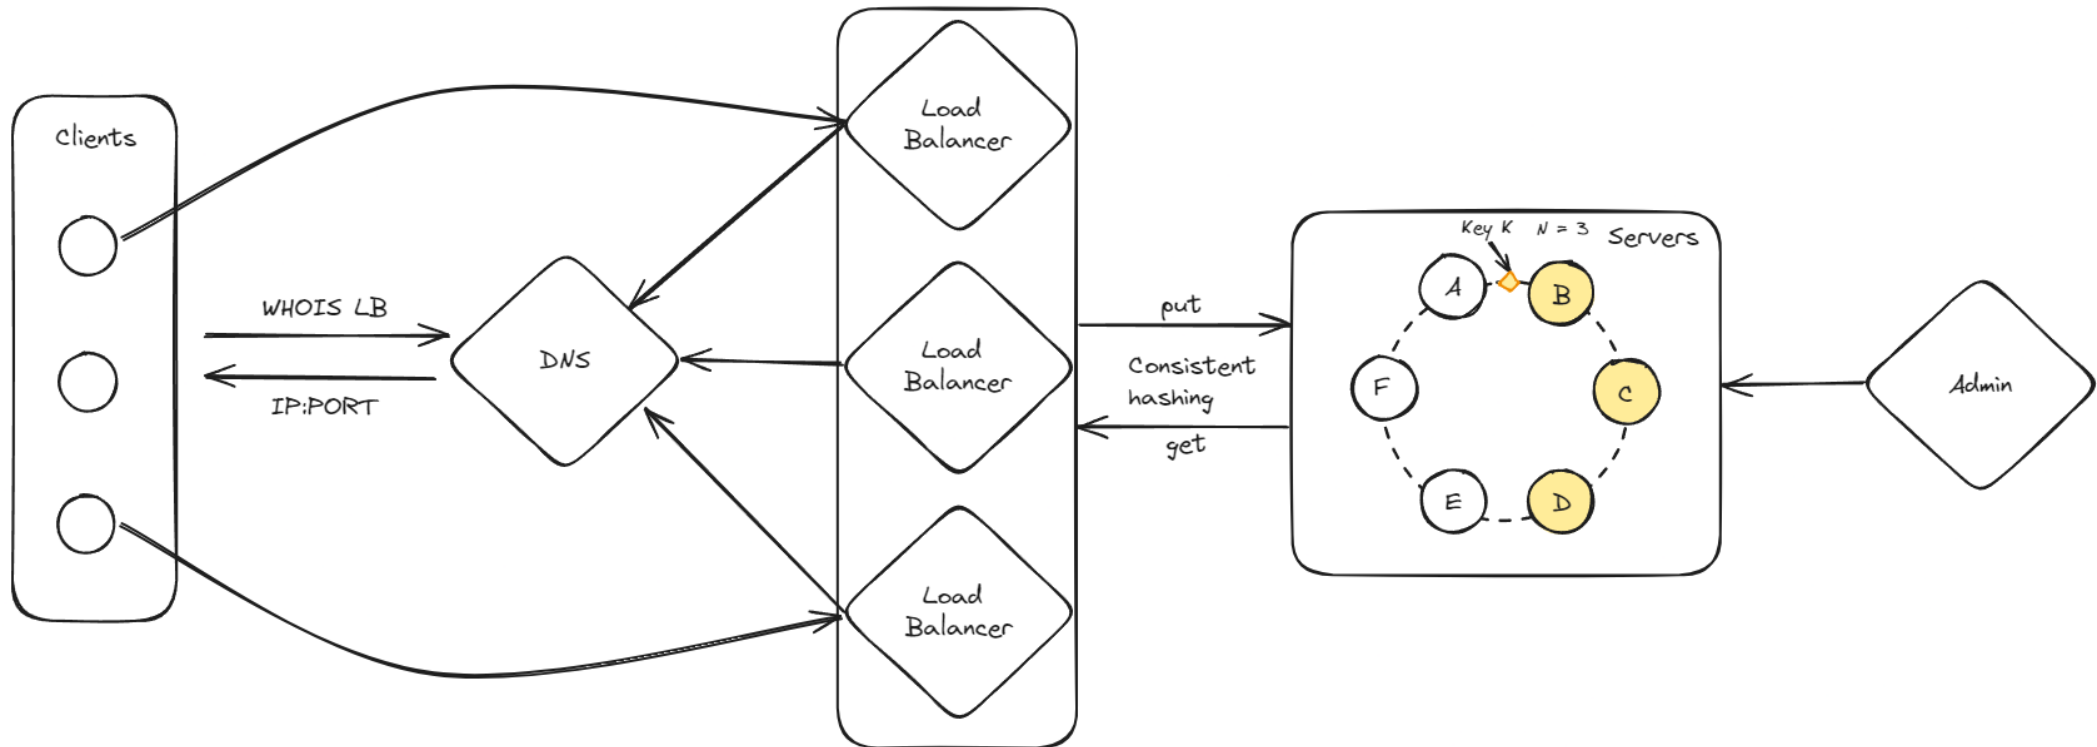 Clients
WHOIS LB
IP:PORT
DNS
Load
Balancer
Load
Balancer
Load
Balancer
put
Consistent
hashing
get
Key K N = 3
Servers
A
B
C
D
E
F
Admin